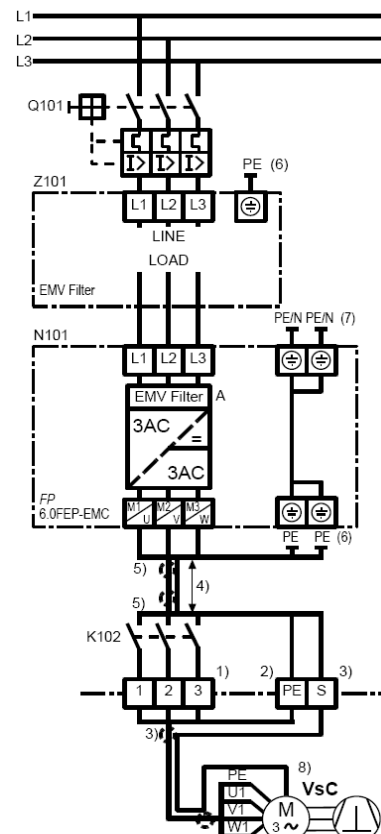 L1
L2
L3
Q101
I> I> I>
PE (6)
Z101
L1 L2 L3
LINE
LOAD
EMV Filter
PE/N PE/N (7)
N101
L1 L2 L3
EMV Filter A
3AC
=
3AC
FP
6.0FEP-EMC
M1 U M2 V M3 W
PE PE (6)
5)
4)
5)
K102
1) 2) 3)
1 2 3 PE S
3)
8)
PE
U1
V1
W1
M
3 ~
VsC